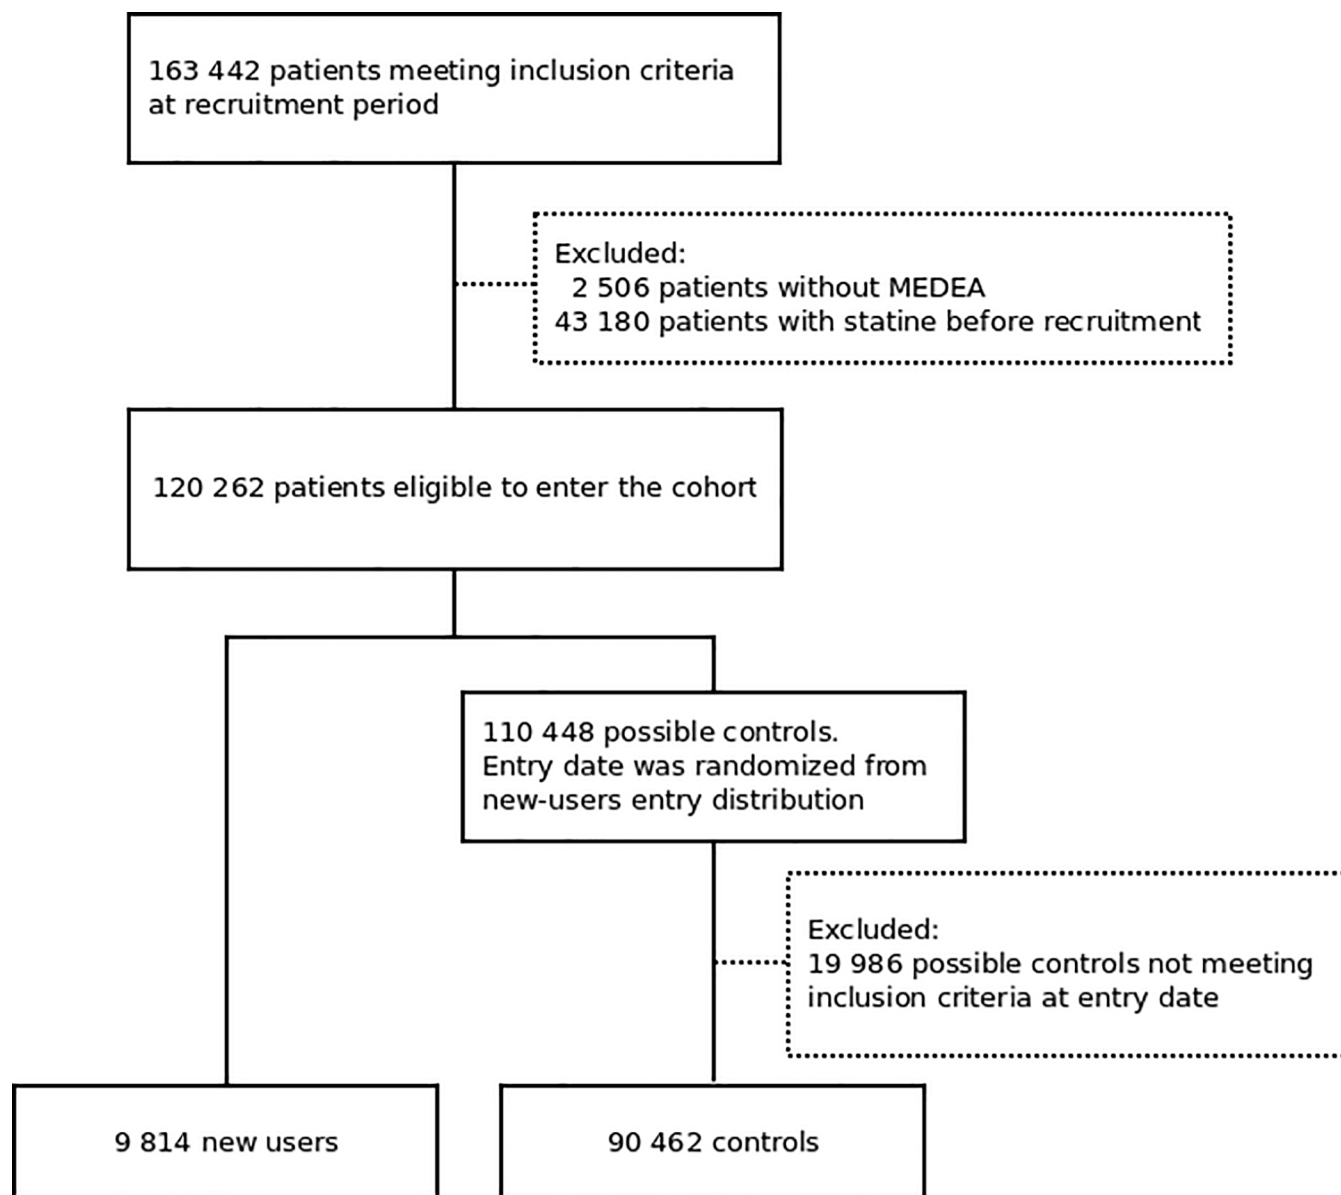 163 442 patients meeting inclusion criteria
at recruitment period
Excluded:
2 506 patients without MEDEA
43 180 patients with statine before recruitment
120 262 patients eligible to enter the cohort
110 448 possible controls.
Entry date was randomized from
new-users entry distribution
Excluded:
19 986 possible controls not meeting
inclusion criteria at entry date
9 814 new users
90 462 controls